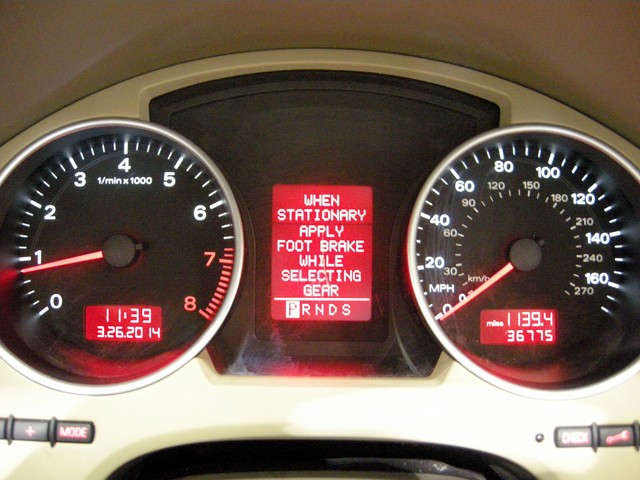 4
3
5
1/min x 1000
2
6
1
7
0
8
11:39
3.26.2014
WHEN
STATIONARY
APPLY
FOOT BRAKE
WHILE
SELECTING
GEAR
P R N D S
80
100
60
120
150
120
90
180
40
210
60
140
20
240
30
km/h
160
MPH
270
0
0
miles 1139.4
36775
+
MODE
CHECK